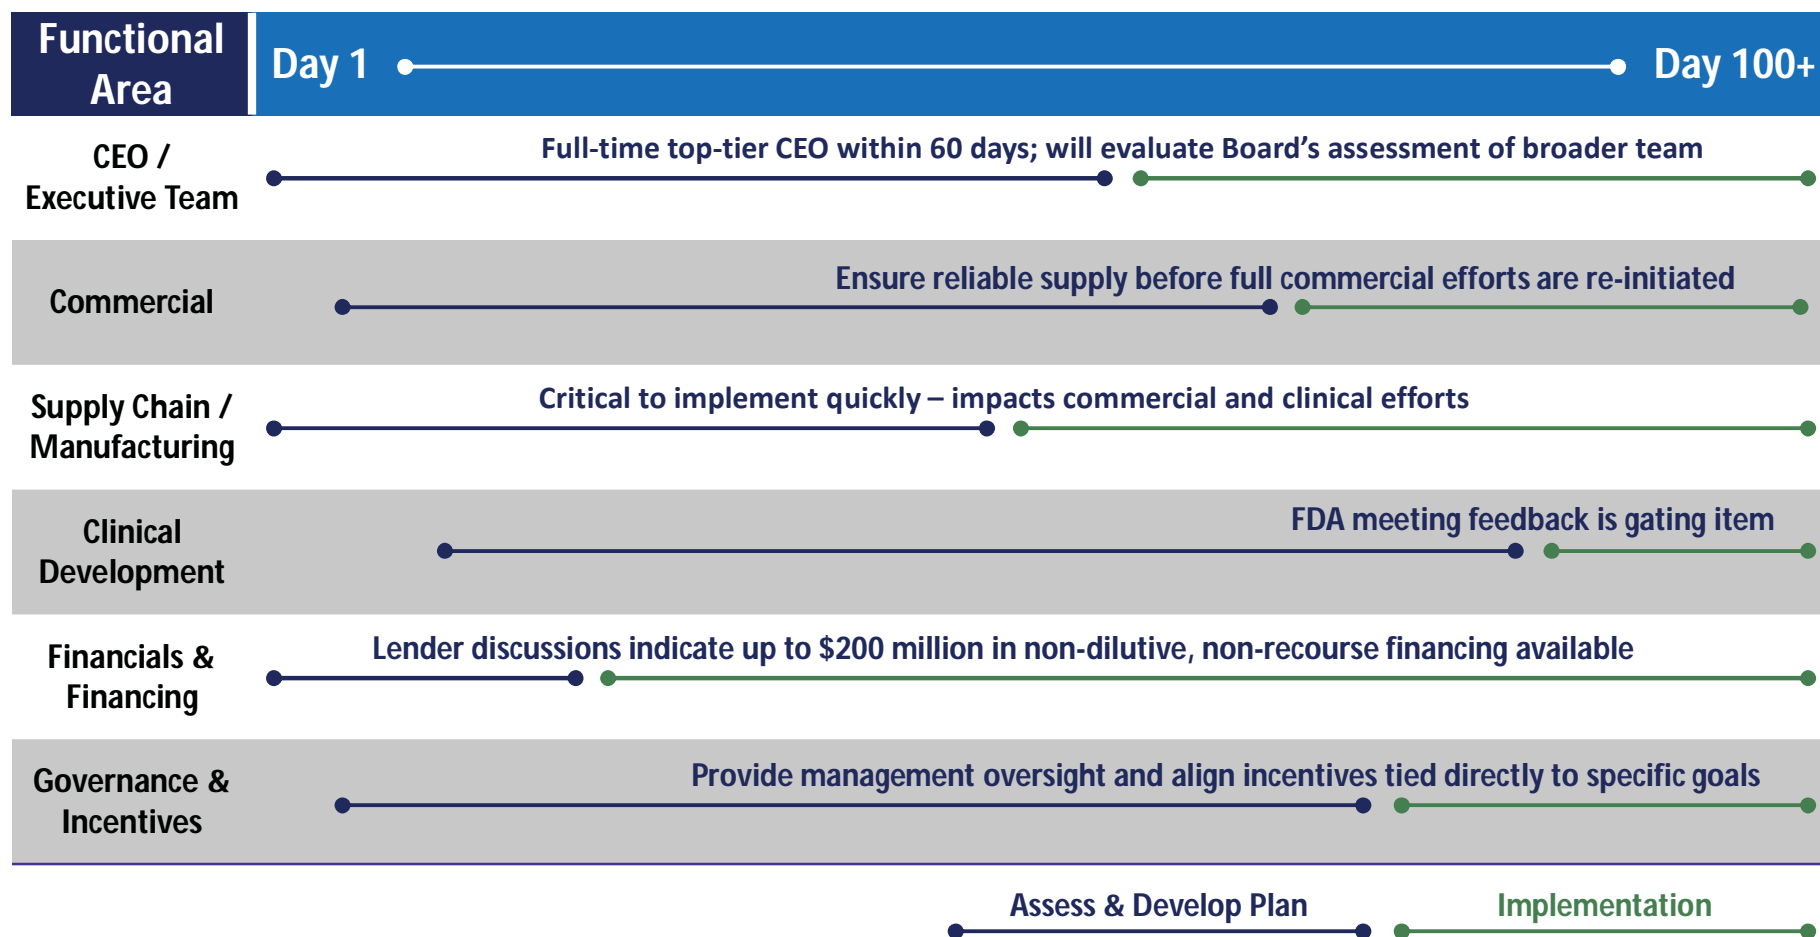 Functional
Area
Day 1
Day 100+
CEO /
Executive Team
Full-time top-tier CEO within 60 days; will evaluate Board’s assessment of broader team
Commercial
Ensure reliable supply before full commercial efforts are re-initiated
Supply Chain /
Manufacturing
Critical to implement quickly – impacts commercial and clinical efforts
Clinical
Development
FDA meeting feedback is gating item
Financials &
Financing
Lender discussions indicate up to $200 million in non-dilutive, non-recourse financing available
Governance &
Incentives
Provide management oversight and align incentives tied directly to specific goals
Assess & Develop Plan
Implementation